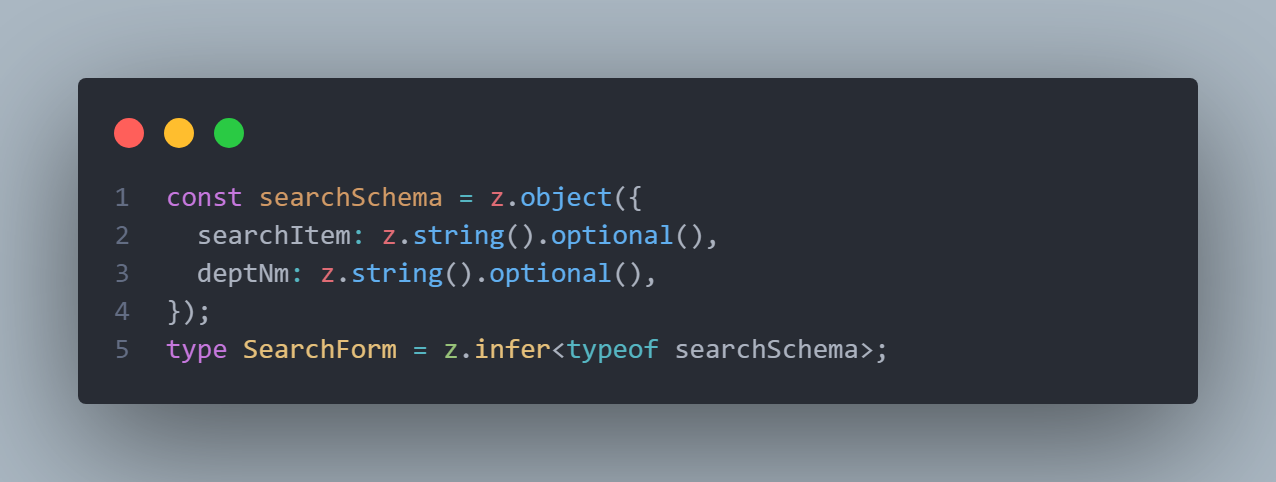 1 const searchSchema = z.object({
2   searchItem: z.string().optional(),
3   deptNm: z.string().optional(),
4 });
5 type SearchForm = z.infer<typeof searchSchema>;